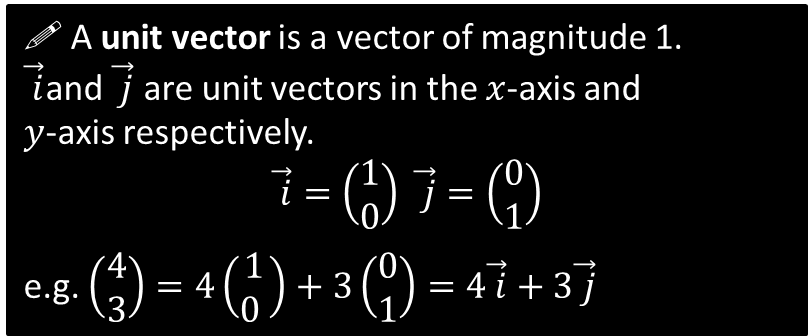 ✏ A unit vector is a vector of magnitude 1.
$\vec{i}$ and $\vec{j}$ are unit vectors in the $x$-axis and
$y$-axis respectively.
$\vec{i} = \begin{pmatrix} 1 \\ 0 \end{pmatrix}$ $\vec{j} = \begin{pmatrix} 0 \\ 1 \end{pmatrix}$
e.g. $\begin{pmatrix} 4 \\ 3 \end{pmatrix} = 4 \begin{pmatrix} 1 \\ 0 \end{pmatrix} + 3 \begin{pmatrix} 0 \\ 1 \end{pmatrix} = 4\vec{i} + 3\vec{j}$